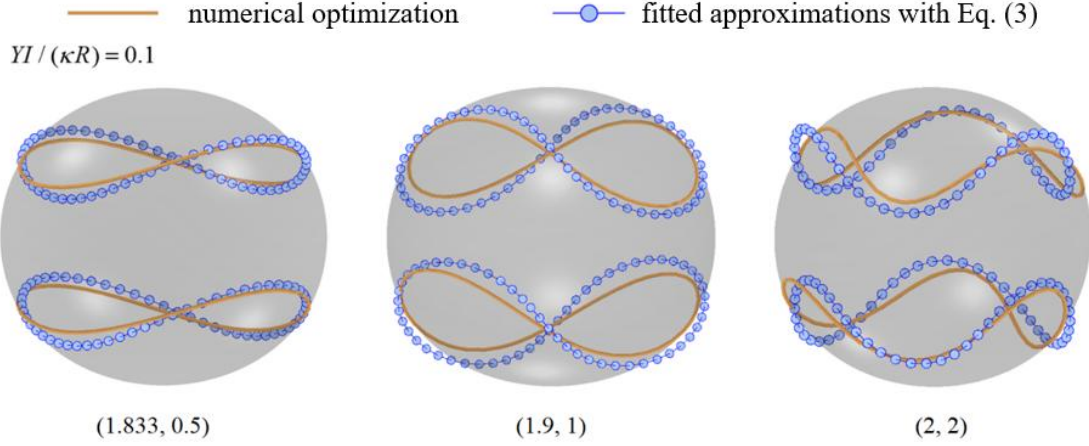 numerical optimization fitted approximations with Eq. (3)
YI / (κR) = 0.1
(1.833, 0.5) (1.9, 1) (2, 2)